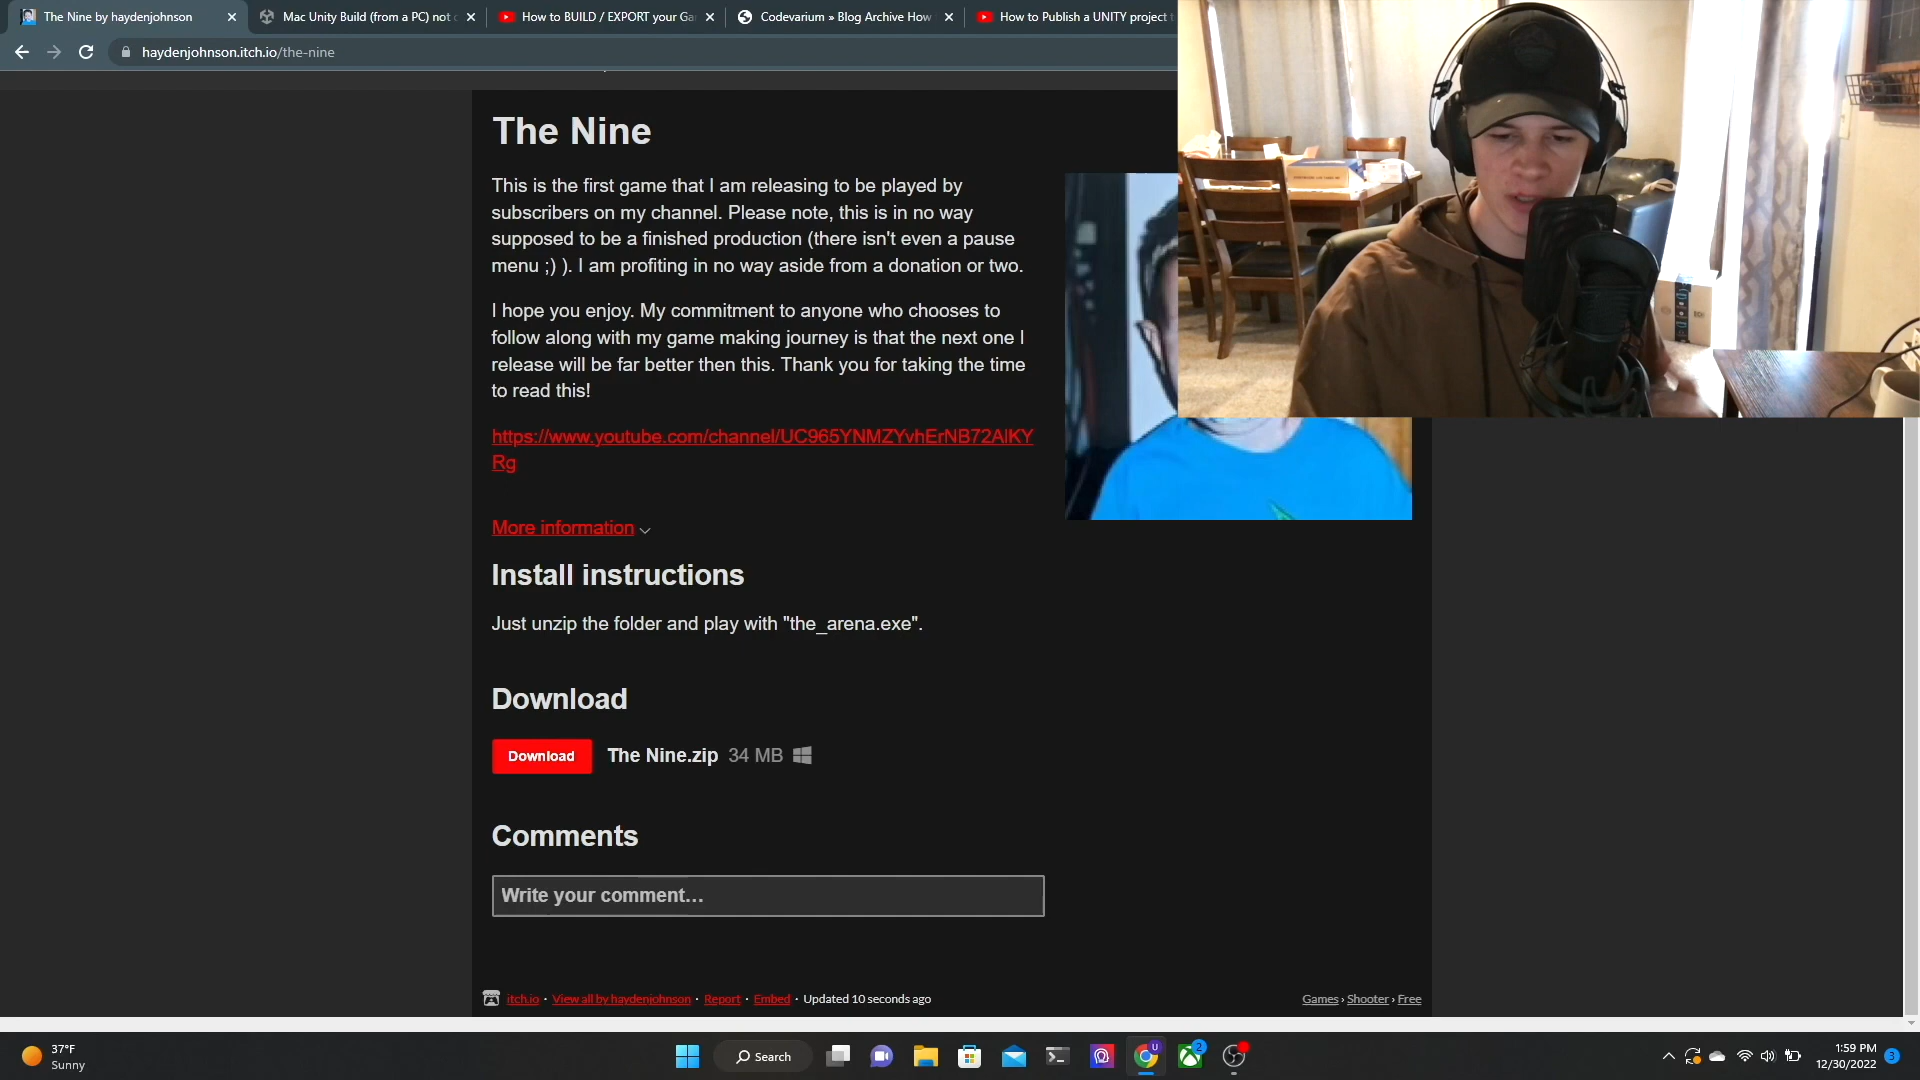 The Nine by haydenjohnson
Mac Unity Build (from a PC) not
How to BUILD / EXPORT your Ga
Codevarium » Blog Archive How
How to Publish a UNITY project
haydenjohnson.itch.io/the-nine
The Nine
This is the first game that I am releasing to be played by
subscribers on my channel. Please note, this is in no way
supposed to be a finished production (there isn't even a pause
menu ;) ). I am profiting in no way aside from a donation or two.
I hope you enjoy. My commitment to anyone who chooses to
follow along with my game making journey is that the next one I
release will be far better then this. Thank you for taking the time
to read this!
https://www.youtube.com/channel/UC965YNMZYvhErNB72AlKY
Rg
More information
Install instructions
Just unzip the folder and play with "the_arena.exe".
Download
Download The Nine.zip 34 MB
Comments
Write your comment…
itch.io · View all by haydenjohnson · Report · Embed · Updated 10 seconds ago
Games › Shooter › Free
37°F
Sunny
Search
U
2
1:59 PM
12/30/2022
3